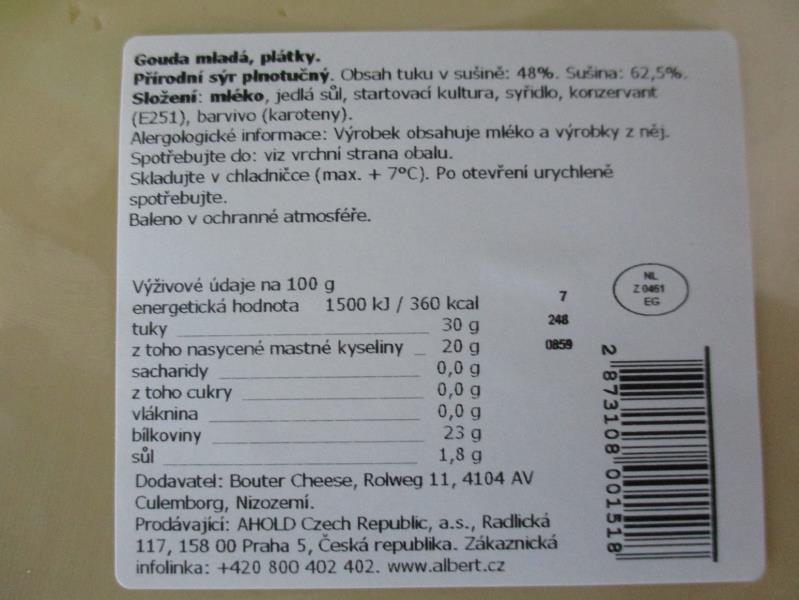 Gouda mladá, plátky.
Přírodní sýr plnotučný. Obsah tuku v sušině: 48%. Sušina: 62,5%.
Složení: mléko, jedlá sůl, startovací kultura, syřidlo, konzervant
(E251), barvivo (karoteny).
Alergologické informace: Výrobek obsahuje mléko a výrobky z něj.
Spotřebujte do: viz vrchní strana obalu.
Skladujte v chladničce (max. + 7°C). Po otevření urychleně
spotřebujte.
Baleno v ochranné atmosféře.
Výživové údaje na 100 g
energetická hodnota 1500 kJ / 360 kcal
tuky 30 g
z toho nasycené mastné kyseliny 20 g
sacharidy 0,0 g
z toho cukry 0,0 g
vláknina 0,0 g
bílkoviny 23 g
sůl 1,8 g
7
248
0859
NL
Z 0461
EG
2 873108 001518
Dodavatel: Bouter Cheese, Rolweg 11, 4104 AV
Culemborg, Nizozemí.
Prodávající: AHOLD Czech Republic, a.s., Radlická
117, 158 00 Praha 5, Česká republika. Zákaznická
infolinka: +420 800 402 402. www.albert.cz